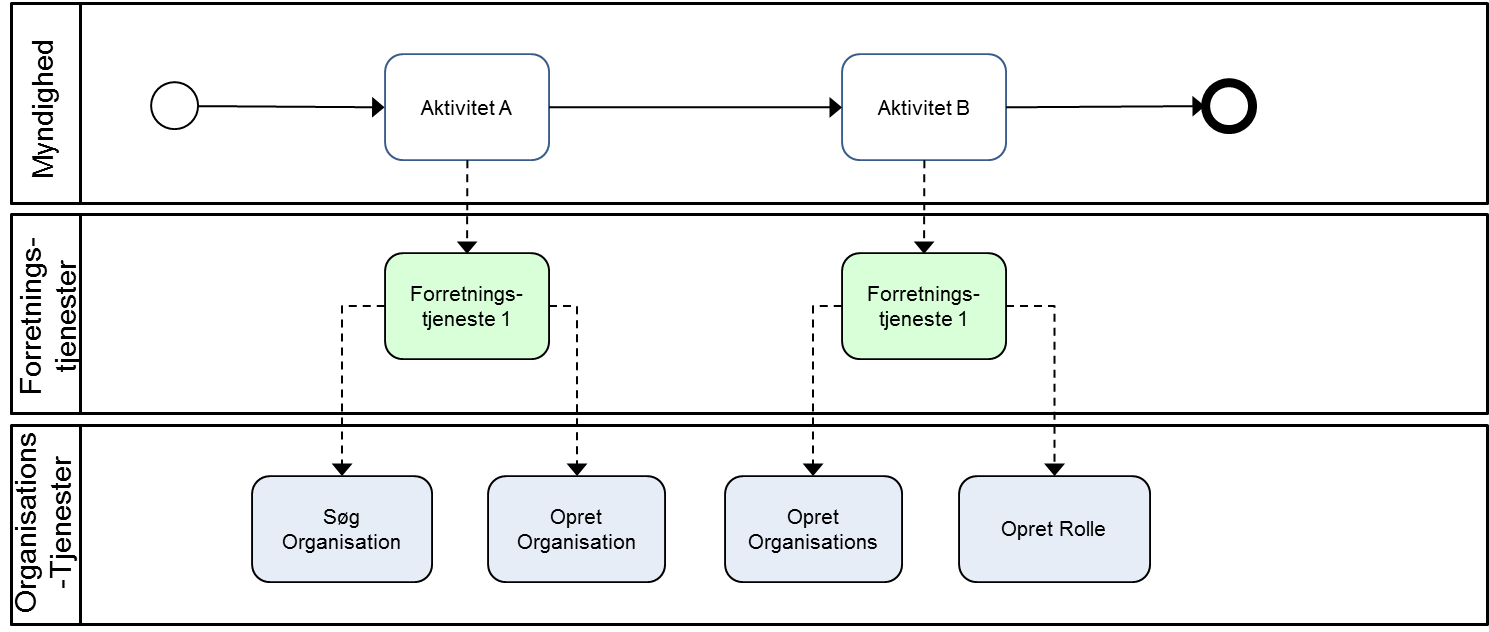 Myndighed
Aktivitet A
Aktivitet B
Forretnings-
tjenester
Forretnings-
tjeneste 1
Forretnings-
tjeneste 1
Organisations
-Tjenester
Søg
Organisation
Opret
Organisation
Opret
Organisations
Opret Rolle